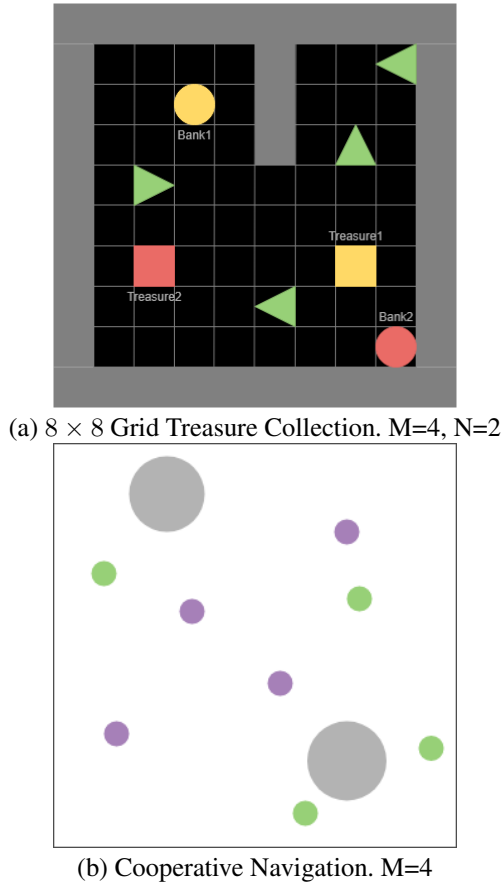 Bank1
Treasure1
Treasure2
Bank2
(a) 8 × 8 Grid Treasure Collection. M=4, N=2
(b) Cooperative Navigation. M=4